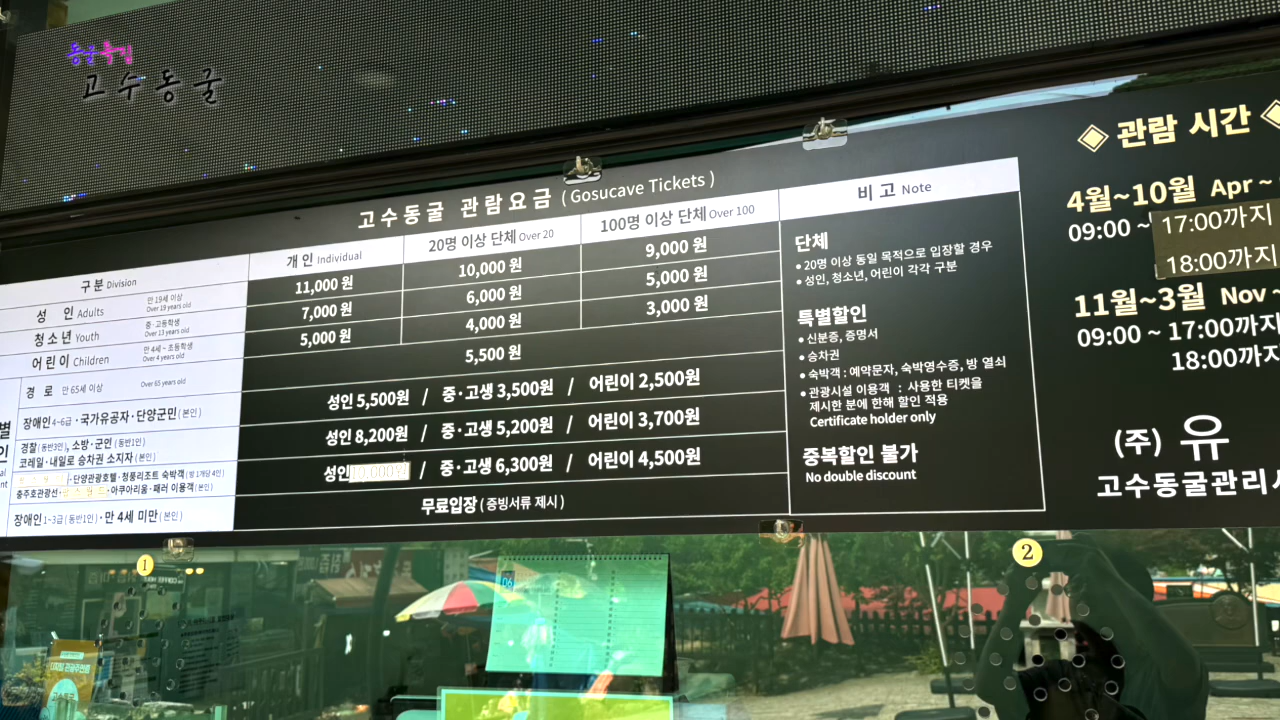 동굴특집
고수동굴
고수동굴 관람요금 ( Gosucave Tickets )
구분 Division
개인 Individual
20명 이상 단체 Over 20
100명 이상 단체 Over 100
비고 Note
성 인 Adults 만 19세 이상 Over 19 years old
11,000 원
10,000 원
9,000 원
청소년 Youth 중·고등학생 Over 13 years old
7,000 원
6,000 원
5,000 원
어린이 Children 만 4세~초등학생 Over 4 years old
5,000 원
4,000 원
3,000 원
경 로 만 65세 이상 Over 65 years old
5,500 원
장애인 4~6급 · 국가유공자 · 단양군민 (본인)
성인 5,500원 / 중·고생 3,500원 / 어린이 2,500원
경찰(동반3인), 소방·군인 (동반1인)
코레일·내일로 승차권 소지자 (본인)
성인 8,200원 / 중·고생 5,200원 / 어린이 3,700원
·단양관광호텔·청풍리조트 숙박객 (방 1개당 4인)
충주호관광선· ·아쿠아리움·패러 이용객 (본인)
성인 / 중·고생 6,300원 / 어린이 4,500원
장애인 1~3급 (동반1인) · 만 4세 미만 (본인)
무료입장 ( 증빙서류 제시 )
단체
• 20명 이상 동일 목적으로 입장할 경우
• 성인, 청소년, 어린이 각각 구분
특별할인
• 신분증, 증명서
• 승차권
• 숙박객 : 예약문자, 숙박영수증, 방 열쇠
• 관광시설 이용객 : 사용한 티켓을
제시한 분에 한해 할인 적용
Certificate holder only
중복할인 불가
No double discount
◈ 관람 시간
4월~10월 Apr ~
09:00 ~ 17:00까지
18:00까지
11월~3월 Nov ~
09:00 ~ 17:00까지
18:00까지
(주) 유
고수동굴관리사
1
2
06